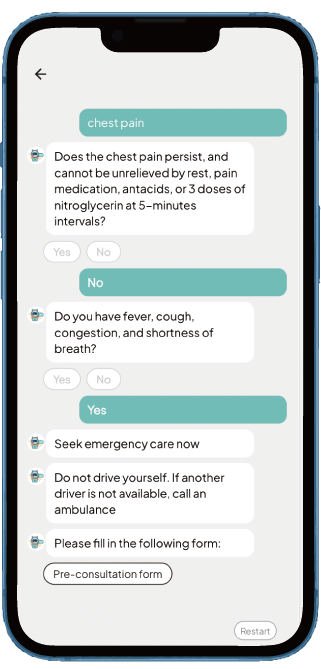 chest pain
Does the chest pain persist, and
cannot be unrelieved by rest, pain
medication, antacids, or 3 doses of
nitroglycerin at 5-minutes
intervals?
Yes No
No
Do you have fever, cough,
congestion, and shortness of
breath?
Yes No
Yes
Seek emergency care now
Do not drive yourself. If another
driver is not available, call an
ambulance
Please fill in the following form:
Pre-consultation form
Restart